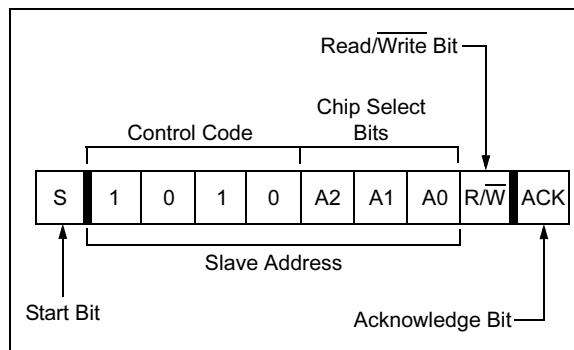 Read/Write Bit
Chip Select
Bits
Control Code
S 1 0 1 0 A2 A1 A0 R/W ACK
Slave Address
Start Bit
Acknowledge Bit